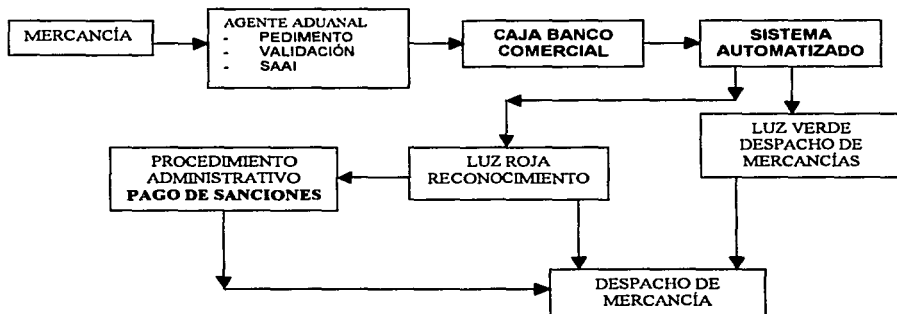 MERCANCÍA
AGENTE ADUANAL
- PEDIMENTO
- VALIDACIÓN
- SAAI
CAJA BANCO
COMERCIAL
SISTEMA
AUTOMATIZADO
LUZ VERDE
DESPACHO DE
MERCANCÍAS
LUZ ROJA
RECONOCIMIENTO
PROCEDIMIENTO
ADMINISTRATIVO
PAGO DE SANCIONES
DESPACHO DE
MERCANCÍA